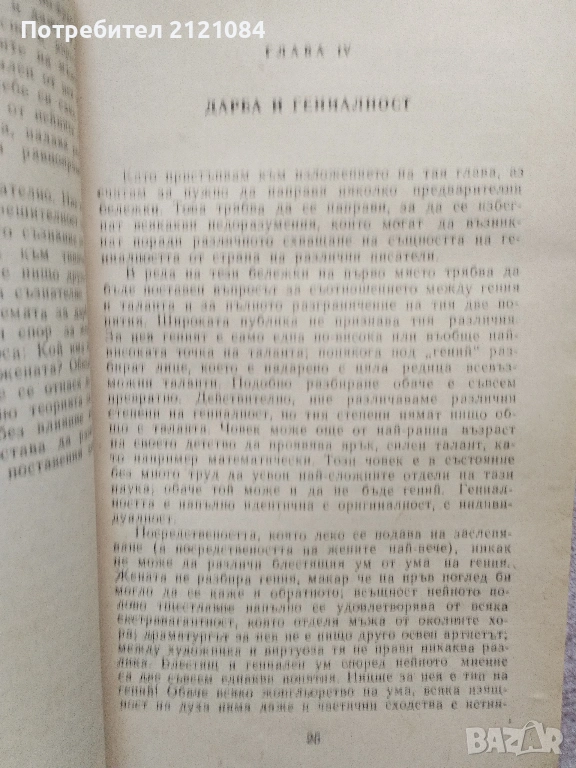 Потребител 2121084
ГЛАВА IV
ДАРБА И ГЕНИАЛНОСТ
Като пристъпвам към изложението на тая глава, аз
считам за нужно да направя няколко предварителни
бележки. Това трябва да се направи, за да се избег-
нат всякакви недоразумения, които могат да възник-
нат поради различното схващане на същността на ге-
ниалността от страна на различни писатели.
В реда на тези бележки на първо място трябва да
бъде поставен въпросът за съотношението между гения
и таланта и за пълното разграничение на тия две по-
нятия. Широката публика не признава тия различия.
За нея геният е само една по-висока или въобще най-
високата точка на таланта; понякога под „гений" раз-
бират лице, което е надарено с цяла редица всевъз-
можни таланти. Подобно разбиране обаче е съвсем
превратно. Действително, ние различаваме различни
степени на гениалност, но тия степени нямат нищо об-
що с таланта. Човек може още от най-ранна възраст
на своето детство да проявява ярък, силен талант, ка-
то например математически. Този човек е в състояние
без много труд да усвои най-сложните отдели на тази
наука; обаче той може и да не бъде гений. Гениал-
ността е напълно идентична с оригиналност, с индиви-
дуалност.
Посредствеността, която леко се подава на заслепя-
ване (а посредствеността на жените най-вече), никак
не може да различи блестящия ум от ума на гения.
Жената не разбира гения, макар че на пръв поглед би
могло да се каже и обратното; всъщност нейното по-
лово тщеславие напълно се удовлетворява от всяка
екстравагантност, която отделя мъжа от околните хо-
ра; драматургът за нея не е нищо друго освен артистът;
между художника и виртуоза тя не прави никаква раз-
лика. Блестящ и гениален ум според нейното мнение
са две съвсем еднакви понятия. Ницше за нея е тип на
гений! Обаче всяко жонгльорство на ума, всяка изящ-
ност на духа няма даже и частични сходства с истин-
96
BAZAR